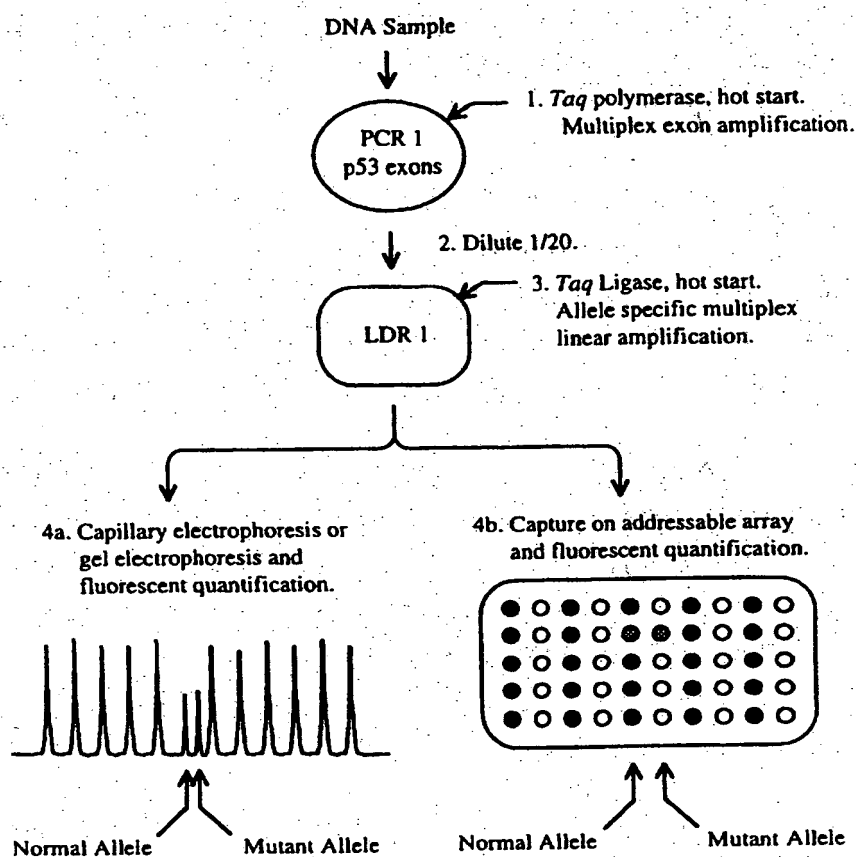 DNA Sample
1. Taq polymerase, hot start.
Multiplex exon amplification.
PCR 1
p53 exons
2. Dilute 1/20.
3. Taq Ligase, hot start.
Allele specific multiplex
linear amplification.
LDR 1
4a. Capillary electrophoresis or
gel electrophoresis and
fluorescent quantification.
4b. Capture on addressable array
and fluorescent quantification.
Normal Allele
Mutant Allele
Normal Allele
Mutant Allele